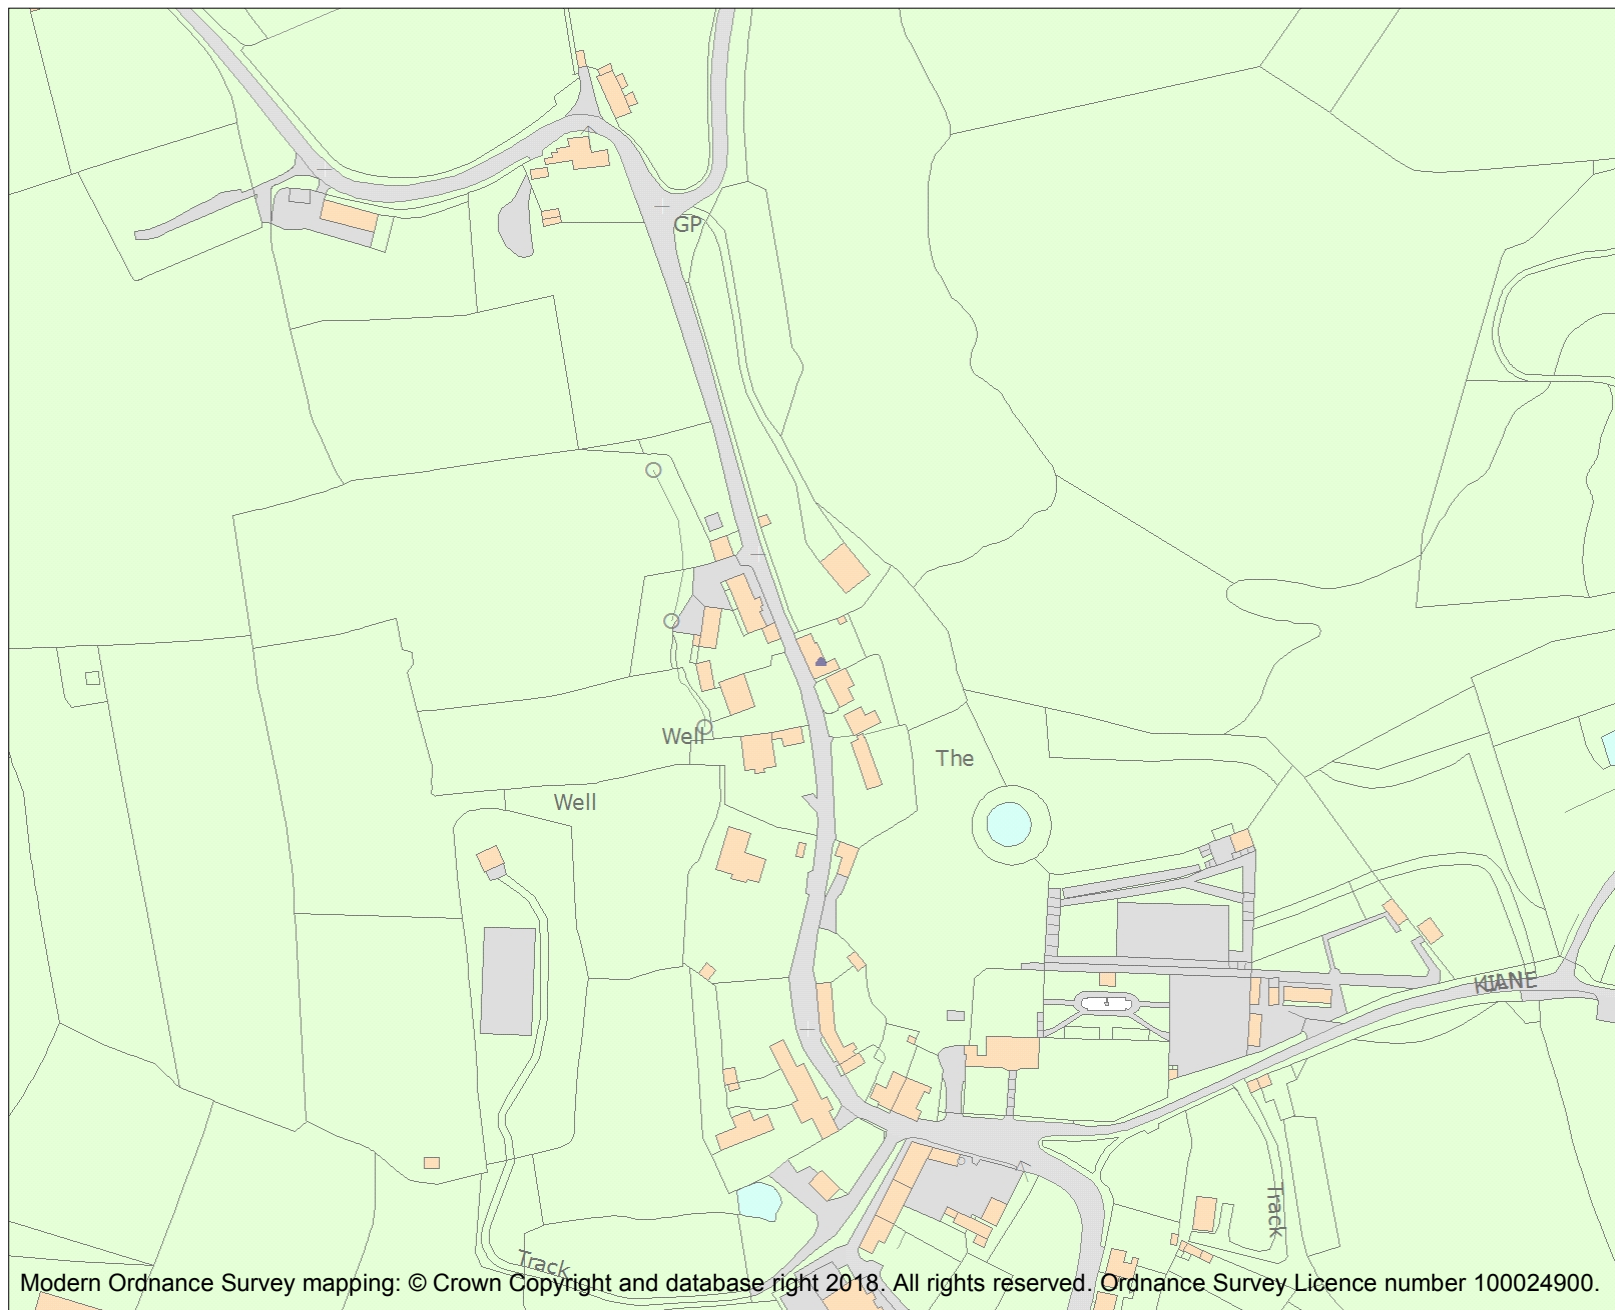 GP
Well
The
Well
LANE
Track
Track
Modern Ordnance Survey mapping: © Crown Copyright and database right 2018. All rights reserved. Ordnance Survey Licence number 100024900.